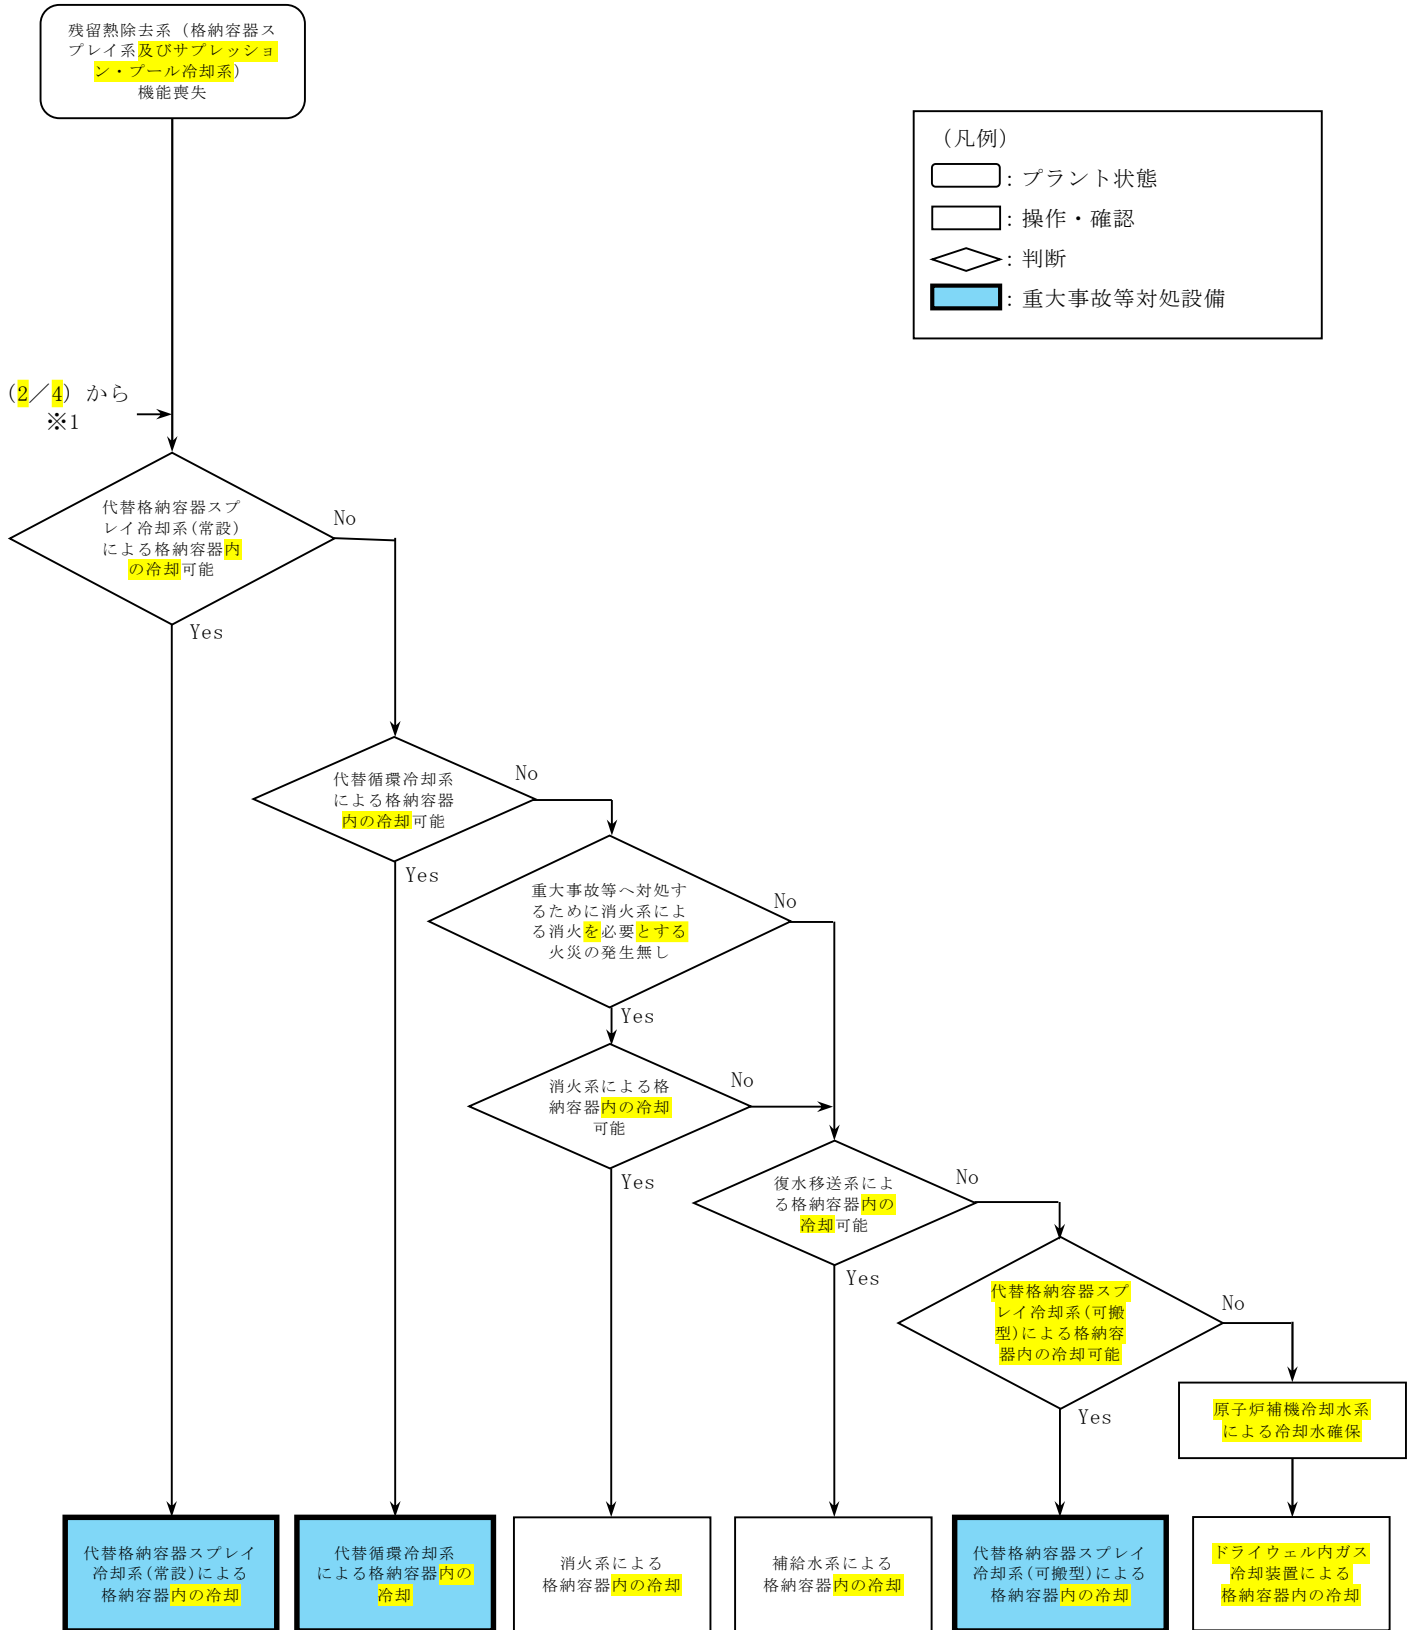 残留熱除去系（格納容器ス
プレイ系及びサプレッショ
ン・プール冷却系）
機能喪失
（凡例）
：プラント状態
：操作・確認
：判断
：重大事故等対処設備
（2／4）から
※1
代替格納容器スプ
レイ冷却系(常設)
による格納容器内
の冷却可能
No
Yes
代替循環冷却系
による格納容器
内の冷却可能
No
Yes
重大事故等へ対処す
るために消火系によ
る消火を必要とする
火災の発生無し
No
Yes
消火系による格
納容器内の冷却
可能
No
Yes
復水移送系によ
る格納容器内の
冷却可能
No
Yes
代替格納容器スプ
レイ冷却系(可搬
型)による格納容
器内の冷却可能
No
Yes
原子炉補機冷却水系
による冷却水確保
代替格納容器スプレイ
冷却系(常設)による
格納容器内の冷却
代替循環冷却系
による格納容器内の
冷却
消火系による
格納容器内の冷却
補給水系による
格納容器内の冷却
代替格納容器スプレイ
冷却系(可搬型)による
格納容器内の冷却
ドライウェル内ガス
冷却装置による
格納容器内の冷却